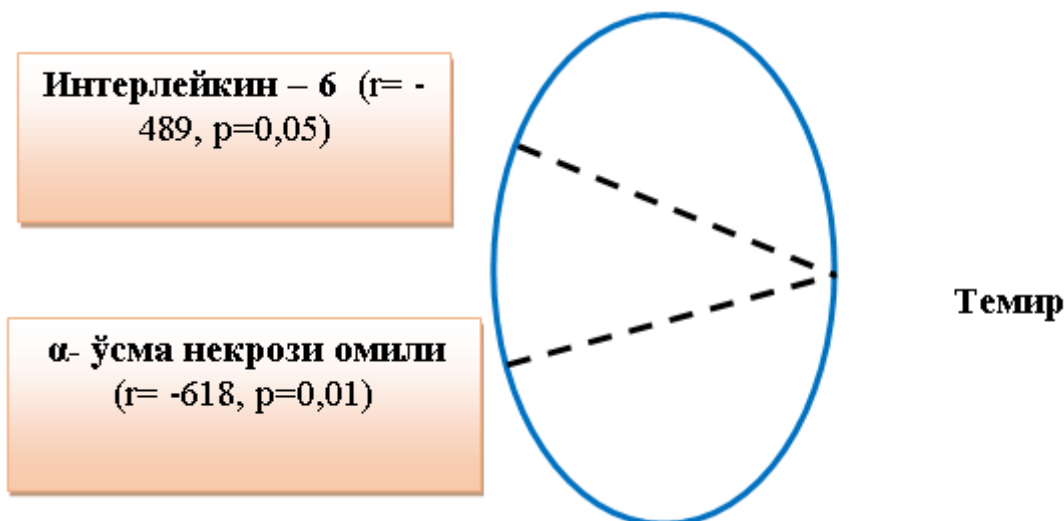 Интерлейкин – 6 (r= -
489, p=0,05)
α- ўсма некрози омили
(r= -618, p=0,01)
Темир